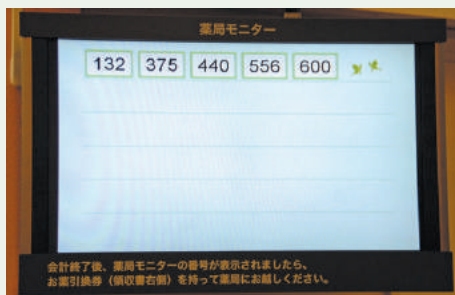 薬局モニター
132 375 440 556 600
会計終了後、薬局モニターの番号が表示されましたら、
お薬引換券（領収書右側）を持って薬局にお越しください。